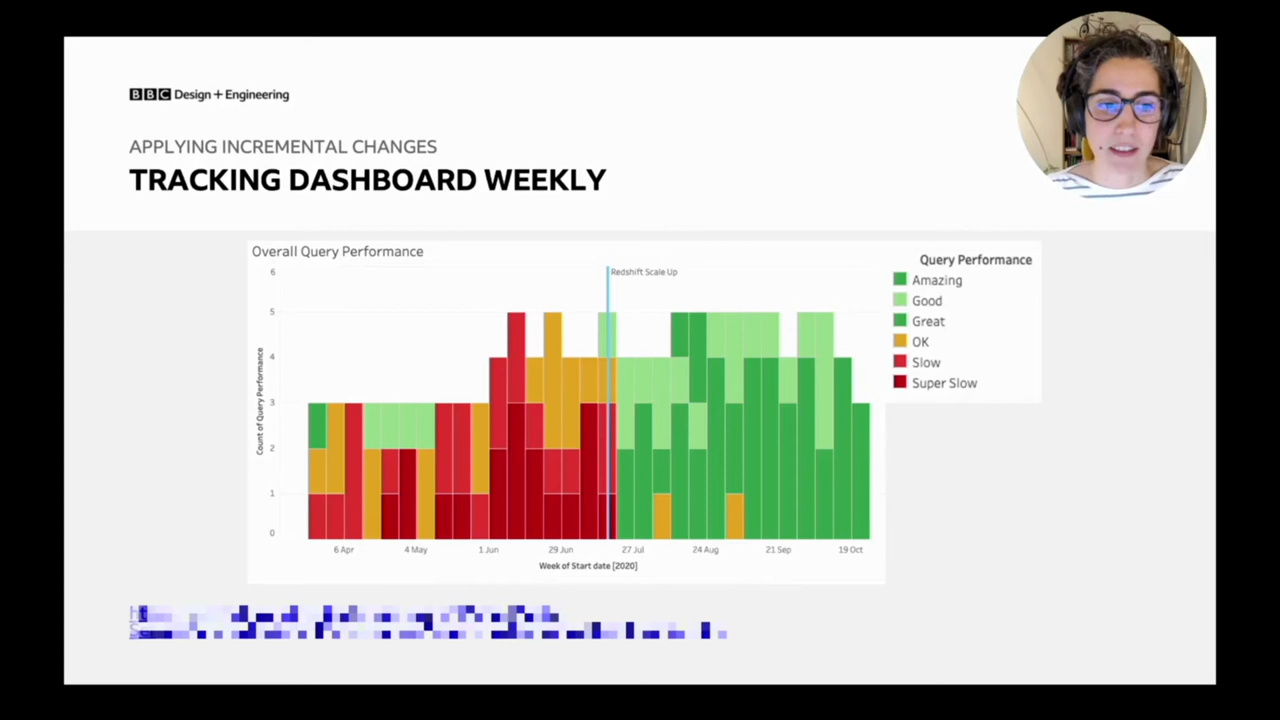 BBC Design + Engineering
APPLYING INCREMENTAL CHANGES
TRACKING DASHBOARD WEEKLY
Overall Query Performance
Query Performance
Amazing
Good
Great
OK
Slow
Super Slow
Redshift Scale Up
Count of Query Performance
6
5
4
3
2
1
0
6 Apr
4 May
1 Jun
29 Jun
27 Jul
24 Aug
21 Sep
19 Oct
Week of Start date [2020]